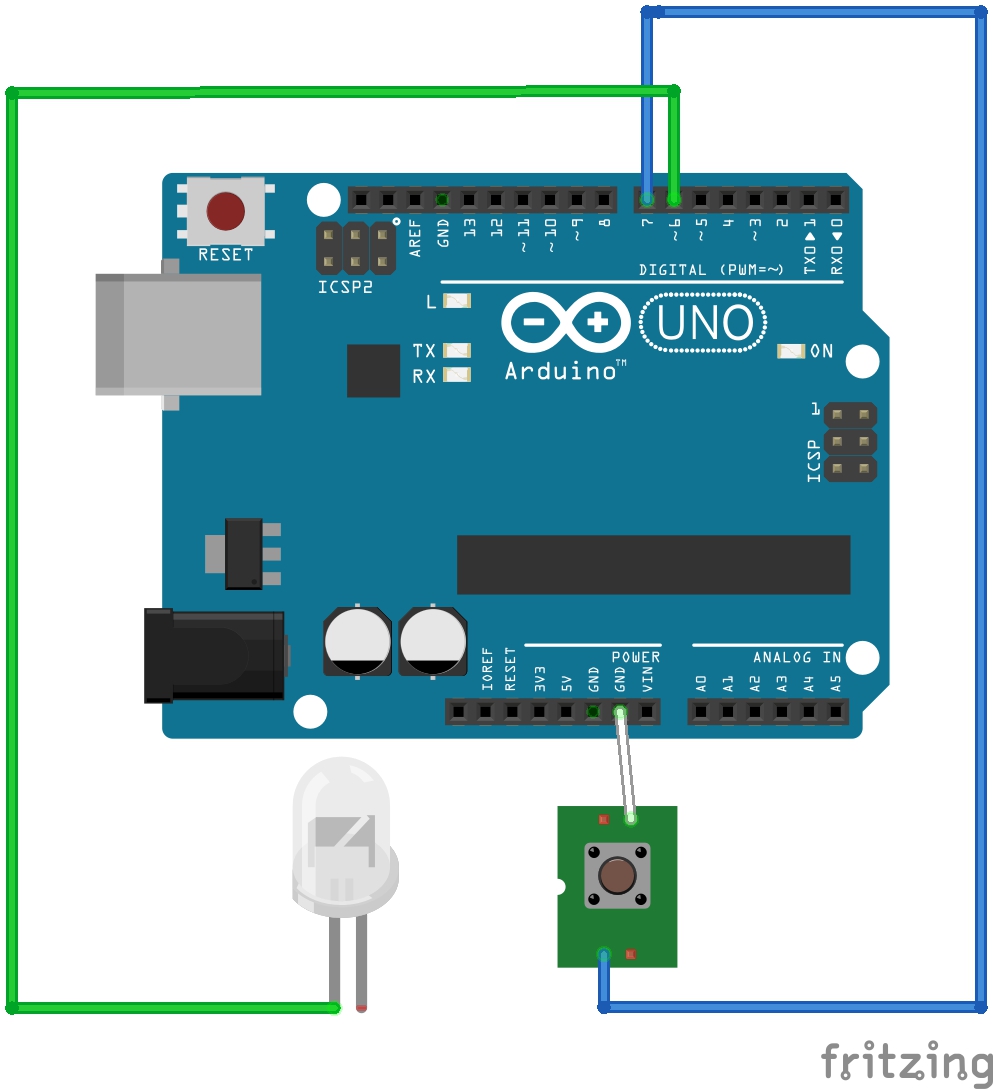 RESET
ICSP2
AREF
GND
13
12
~11
~10
~9
8
7
~6
~5
4
~3
2
TX0▶1
RX0◀0
DIGITAL (PWM=~)
L
TX
RX
UNO
Arduino™
ON
1
ICSP
IOREF
RESET
3V3
5V
GND
GND
VIN
POWER
ANALOG IN
A0
A1
A2
A3
A4
A5
fritzing